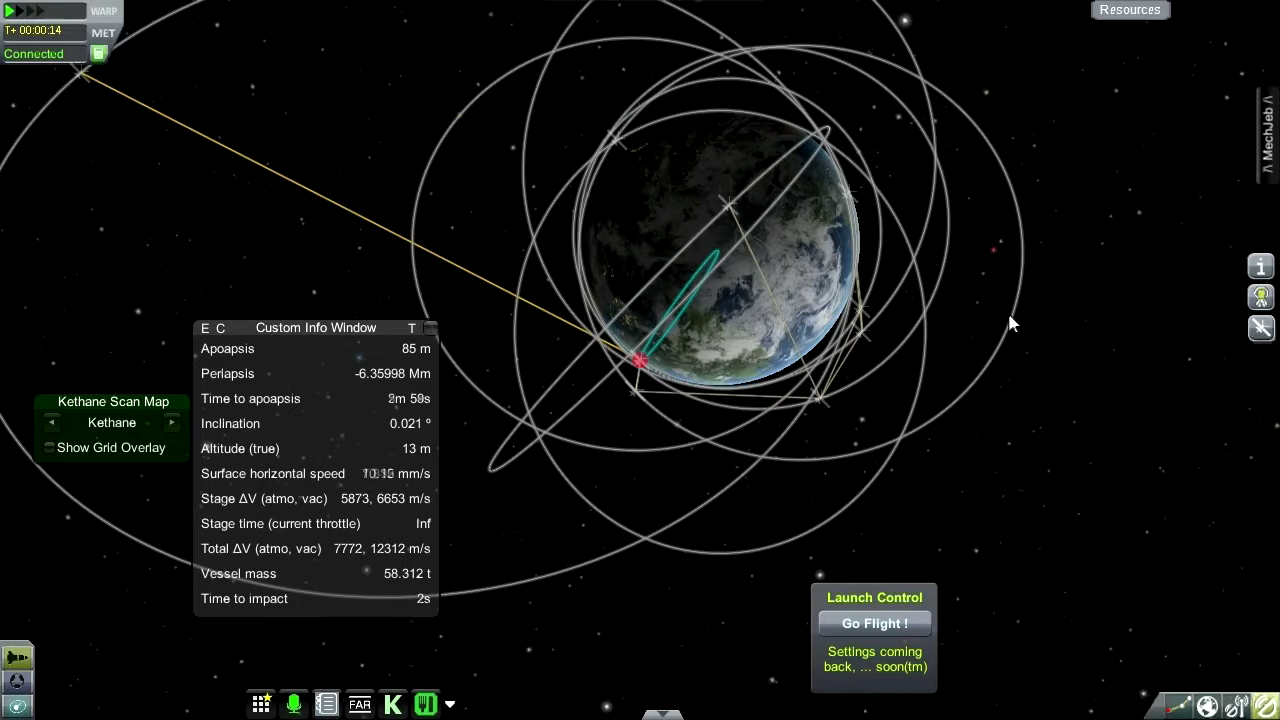 WARP
T+ 00:00:14
MET
Connected
Resources
MechJeb
E C Custom Info Window T
Apoapsis 85 m
Periapsis -6.35998 Mm
Time to apoapsis 2m 59s
Inclination 0.021 º
Altitude (true) 13 m
Surface horizontal speed mm/s
Stage ΔV (atmo, vac) 5873, 6653 m/s
Stage time (current throttle) Inf
Total ΔV (atmo, vac) 7772, 12312 m/s
Vessel mass 58.312 t
Time to impact 2s
Kethane Scan Map
Kethane
Show Grid Overlay
Launch Control
Go Flight !
Settings coming
back, ... soon(tm)
FAR
K